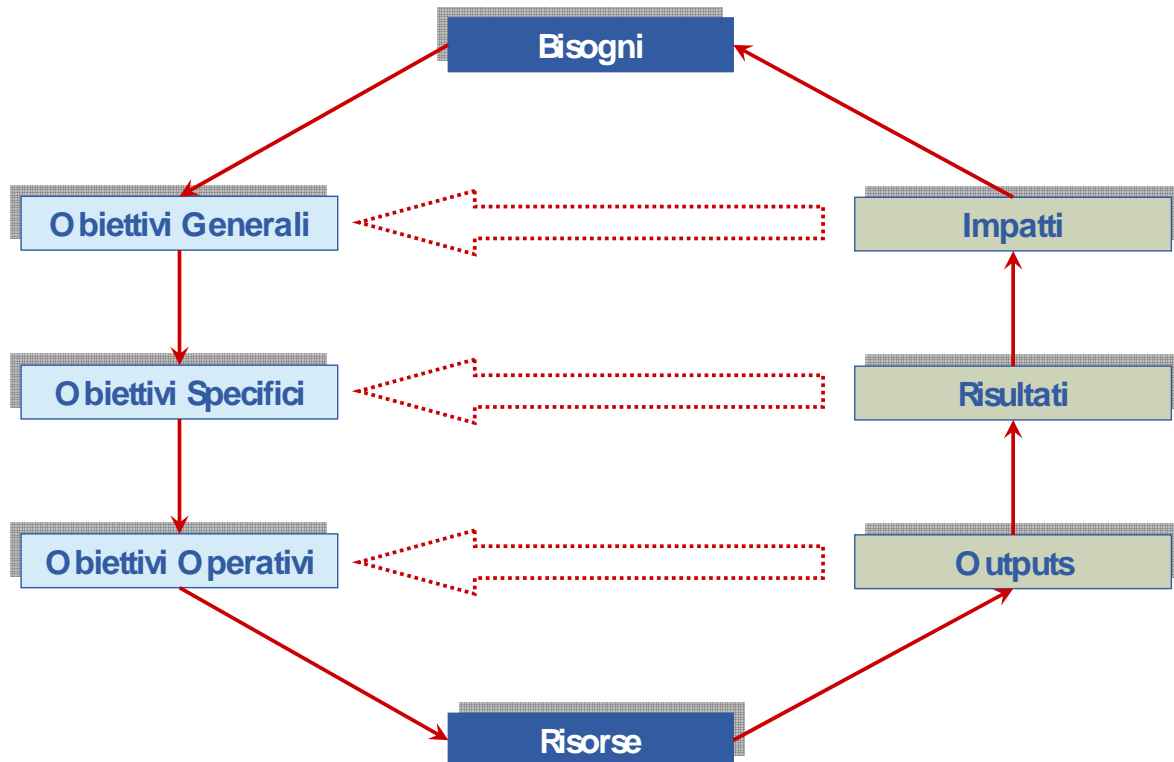 Bisogni
Obiettivi Generali
Impatti
Obiettivi Specifici
Risultati
Obiettivi Operativi
Outputs
Risorse